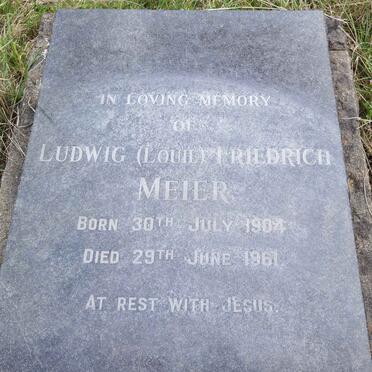 IN LOVING MEMORY
OF
LUDWIG (LOUIE) FRIEDRICH
MEIER
BORN 30TH JULY 1904
DIED 29TH JUNE 1961
AT REST WITH JESUS.